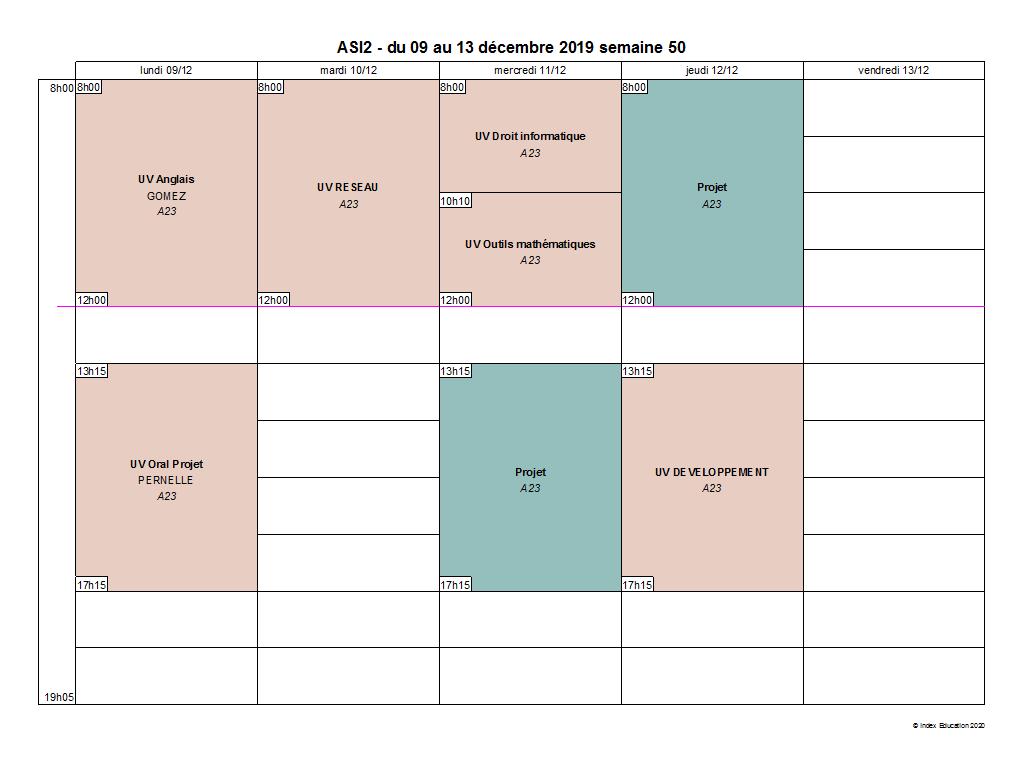 ASI2 - du 09 au 13 décembre 2019 semaine 50
lundi 09/12
mardi 10/12
mercredi 11/12
jeudi 12/12
vendredi 13/12
8h00
8h00
UV Anglais
GOMEZ
A23
12h00
8h00
UV RESEAU
A23
12h00
8h00
UV Droit informatique
A23
10h10
UV Outils mathématiques
A23
12h00
8h00
Projet
A23
12h00
13h15
UV Oral Projet
PERNELLE
A23
17h15
13h15
Projet
A23
17h15
13h15
UV DEVELOPPEMENT
A23
17h15
19h05
© Index Education 2020